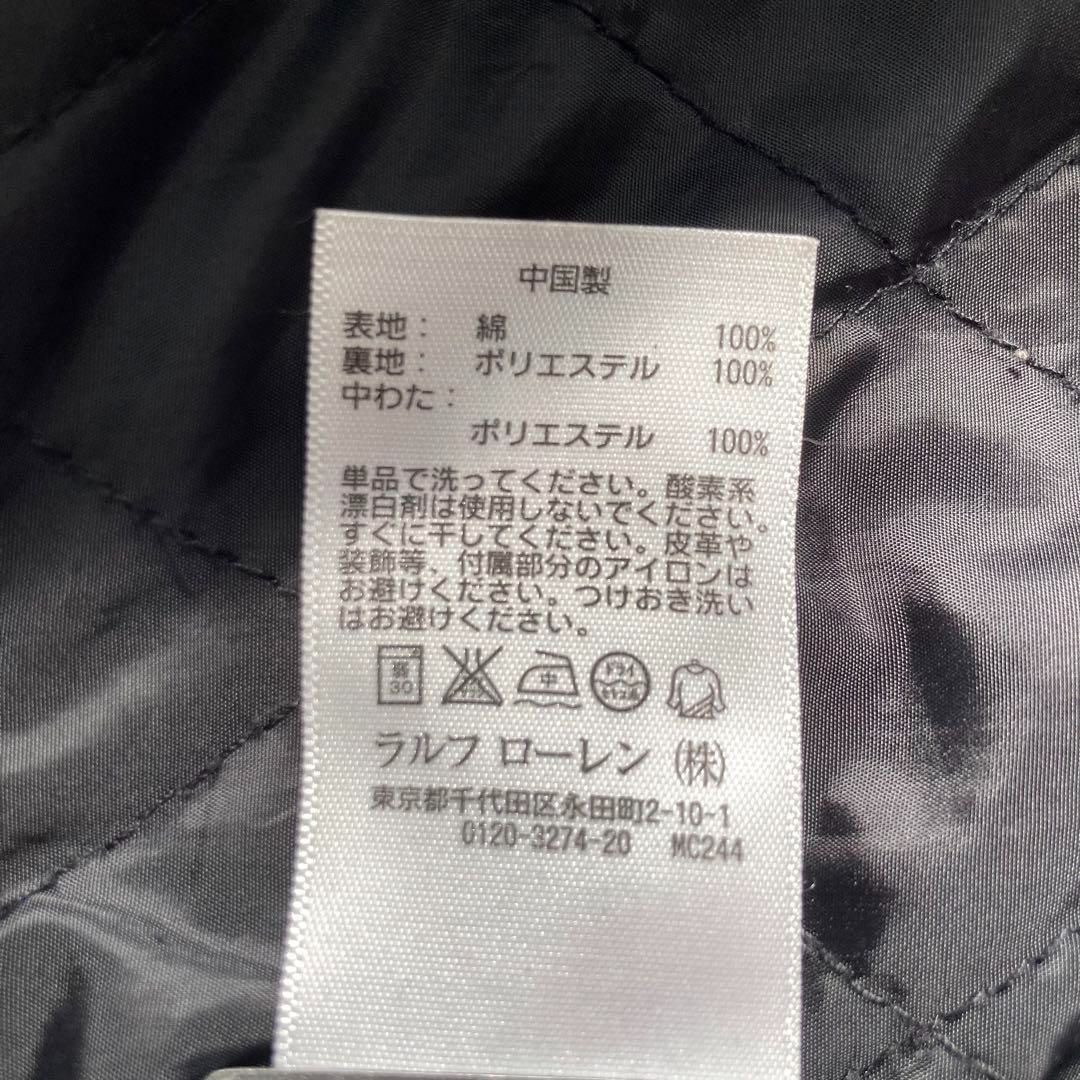 中国製
表地： 綿 100%
裏地： ポリエステル 100%
中わた：
ポリエステル 100%
単品で洗ってください。酸素系
漂白剤は使用しないでください。
すぐに干してください。皮革や
装飾等、付属部分のアイロンは
お避けください。つけおき洗い
はお避けください。
30
中
ドライ
ラルフ ローレン（株）
東京都千代田区永田町2-10-1
0120-3274-20 MC244